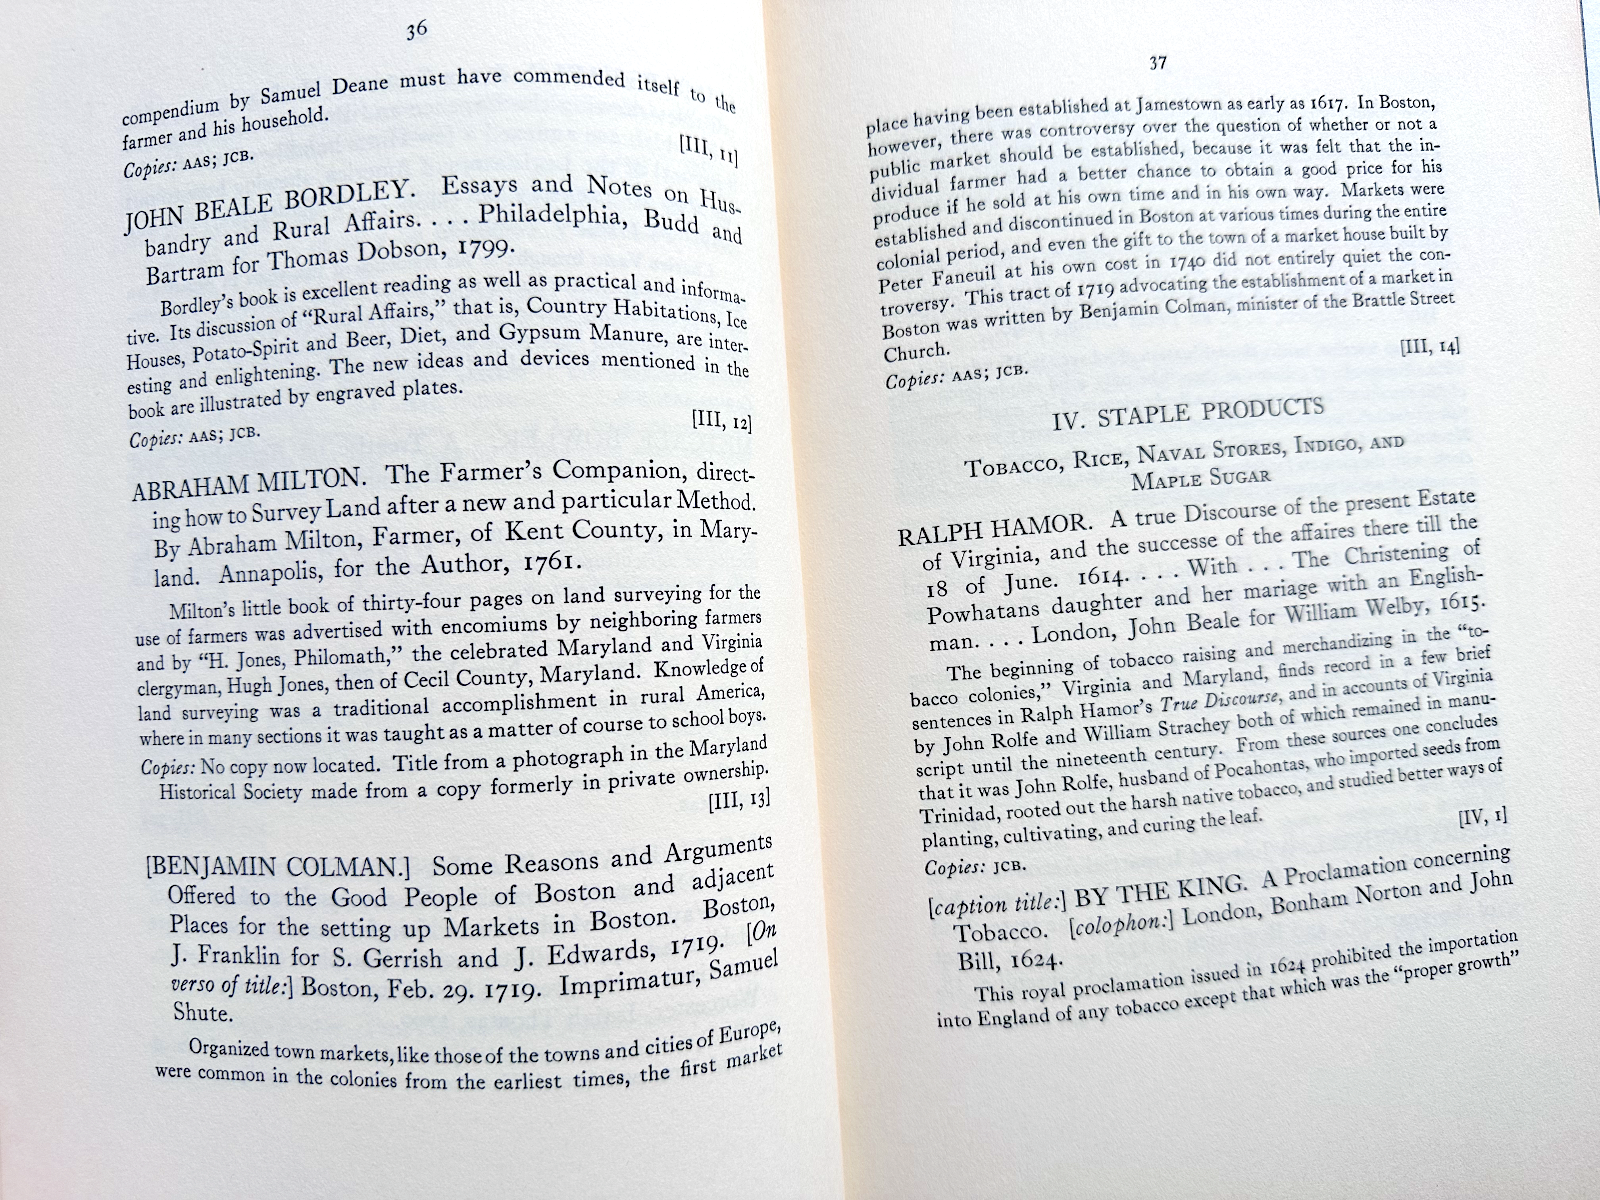 36
compendium by Samuel Deane must have commended itself to the
farmer and his household.
[III, 11]
Copies: AAS; JCB.
JOHN BEALE BORDLEY. Essays and Notes on Hus-
bandry and Rural Affairs. . . . Philadelphia, Budd and
Bartram for Thomas Dobson, 1799.
Bordley's book is excellent reading as well as practical and informa-
tive. Its discussion of "Rural Affairs," that is, Country Habitations, Ice
Houses, Potato-Spirit and Beer, Diet, and Gypsum Manure, are inter-
esting and enlightening. The new ideas and devices mentioned in the
book are illustrated by engraved plates.
[III, 12]
Copies: AAS; JCB.
ABRAHAM MILTON. The Farmer's Companion, direct-
ing how to Survey Land after a new and particular Method.
By Abraham Milton, Farmer, of Kent County, in Mary-
land. Annapolis, for the Author, 1761.
Milton's little book of thirty-four pages on land surveying for the
use of farmers was advertised with encomiums by neighboring farmers
and by "H. Jones, Philomath," the celebrated Maryland and Virginia
clergyman, Hugh Jones, then of Cecil County, Maryland. Knowledge of
land surveying was a traditional accomplishment in rural America,
where in many sections it was taught as a matter of course to school boys.
Copies: No copy now located. Title from a photograph in the Maryland
Historical Society made from a copy formerly in private ownership.
[III, 13]
[BENJAMIN COLMAN.] Some Reasons and Arguments
Offered to the Good People of Boston and adjacent
Places for the setting up Markets in Boston. Boston,
J. Franklin for S. Gerrish and J. Edwards, 1719. [On
verso of title:] Boston, Feb. 29. 1719. Imprimatur, Samuel
Shute.
Organized town markets, like those of the towns and cities of Europe,
were common in the colonies from the earliest times, the first market
37
place having been established at Jamestown as early as 1617. In Boston,
however, there was controversy over the question of whether or not a
public market should be established, because it was felt that the in-
dividual farmer had a better chance to obtain a good price for his
produce if he sold at his own time and in his own way. Markets were
established and discontinued in Boston at various times during the entire
colonial period, and even the gift to the town of a market house built by
Peter Faneuil at his own cost in 1740 did not entirely quiet the con-
troversy. This tract of 1719 advocating the establishment of a market in
Boston was written by Benjamin Colman, minister of the Brattle Street
Church.
[III, 14]
Copies: AAS; JCB.
IV. STAPLE PRODUCTS
TOBACCO, RICE, NAVAL STORES, INDIGO, AND
MAPLE SUGAR
RALPH HAMOR. A true Discourse of the present Estate
of Virginia, and the successe of the affaires there till the
18 of June. 1614. . . . With . . . The Christening of
Powhatans daughter and her mariage with an English-
man. . . . London, John Beale for William Welby, 1615.
The beginning of tobacco raising and merchandizing in the "to-
bacco colonies," Virginia and Maryland, finds record in a few brief
sentences in Ralph Hamor's True Discourse, and in accounts of Virginia
by John Rolfe and William Strachey both of which remained in manu-
script until the nineteenth century. From these sources one concludes
that it was John Rolfe, husband of Pocahontas, who imported seeds from
Trinidad, rooted out the harsh native tobacco, and studied better ways of
planting, cultivating, and curing the leaf.
[IV, 1]
Copies: JCB.
[caption title:] BY THE KING. A Proclamation concerning
Tobacco. [colophon:] London, Bonham Norton and John
Bill, 1624.
This royal proclamation issued in 1624 prohibited the importation
into England of any tobacco except that which was the "proper growth"